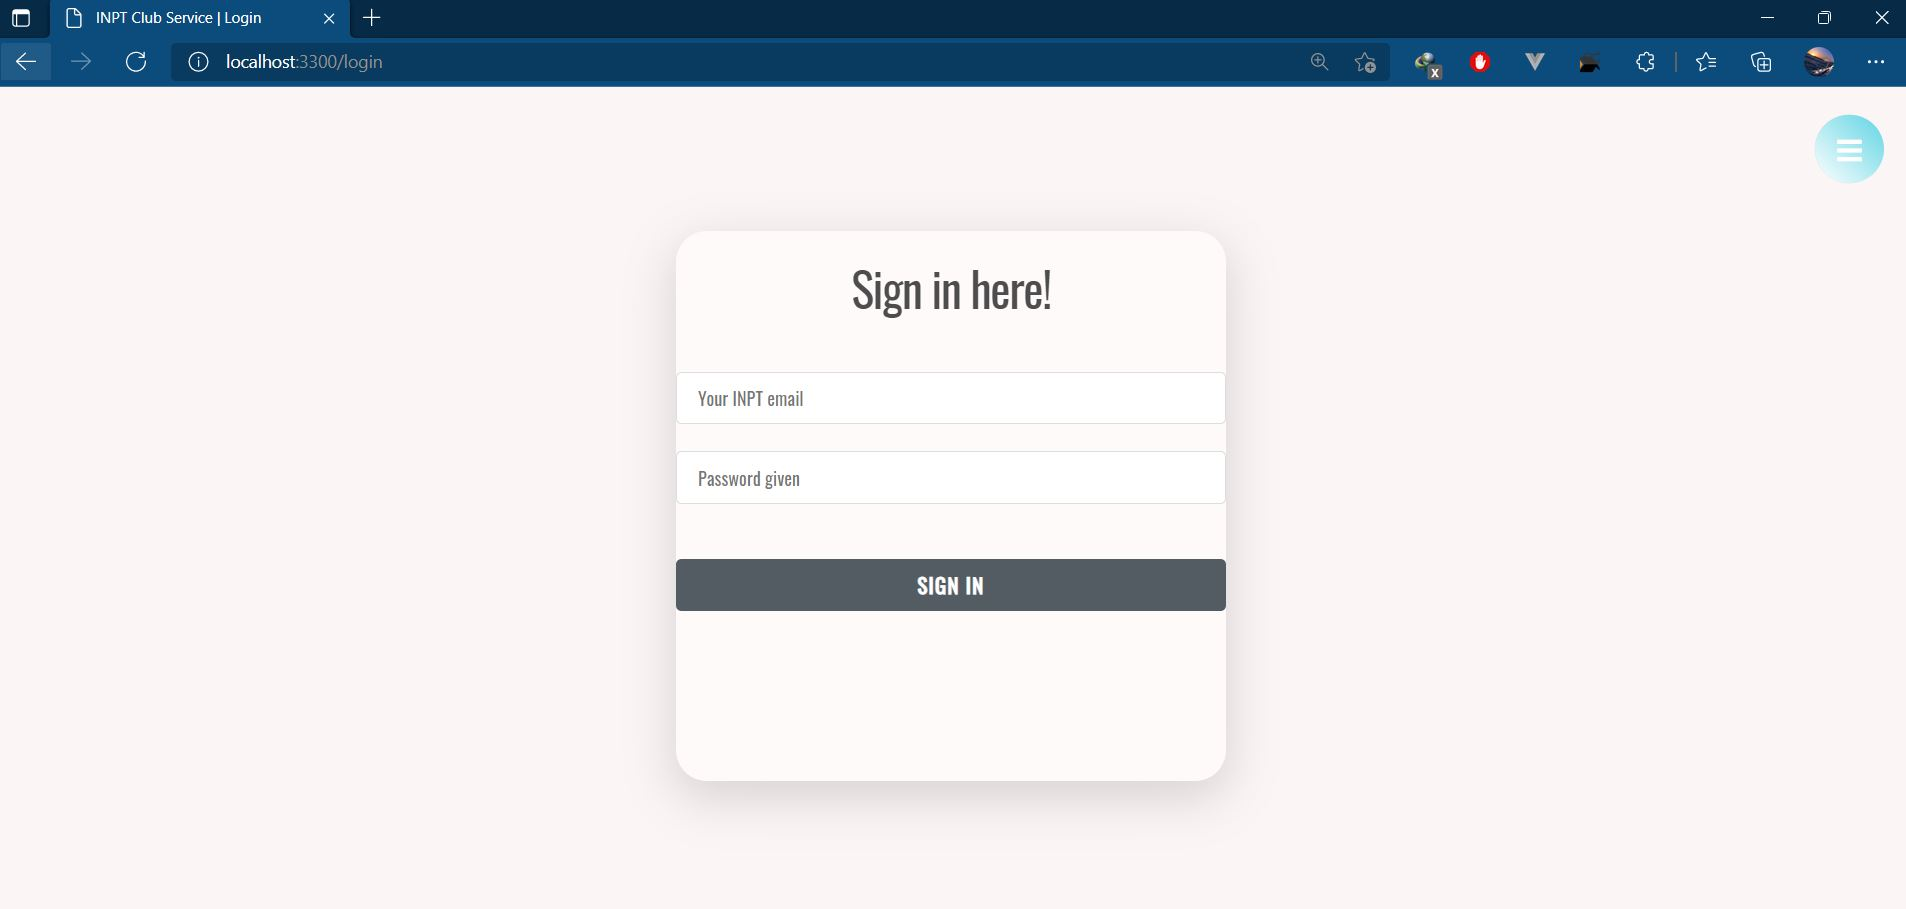 INPT Club Service | Login
localhost:3300/login
x
Sign in here!
Your INPT email
Password given
SIGN IN